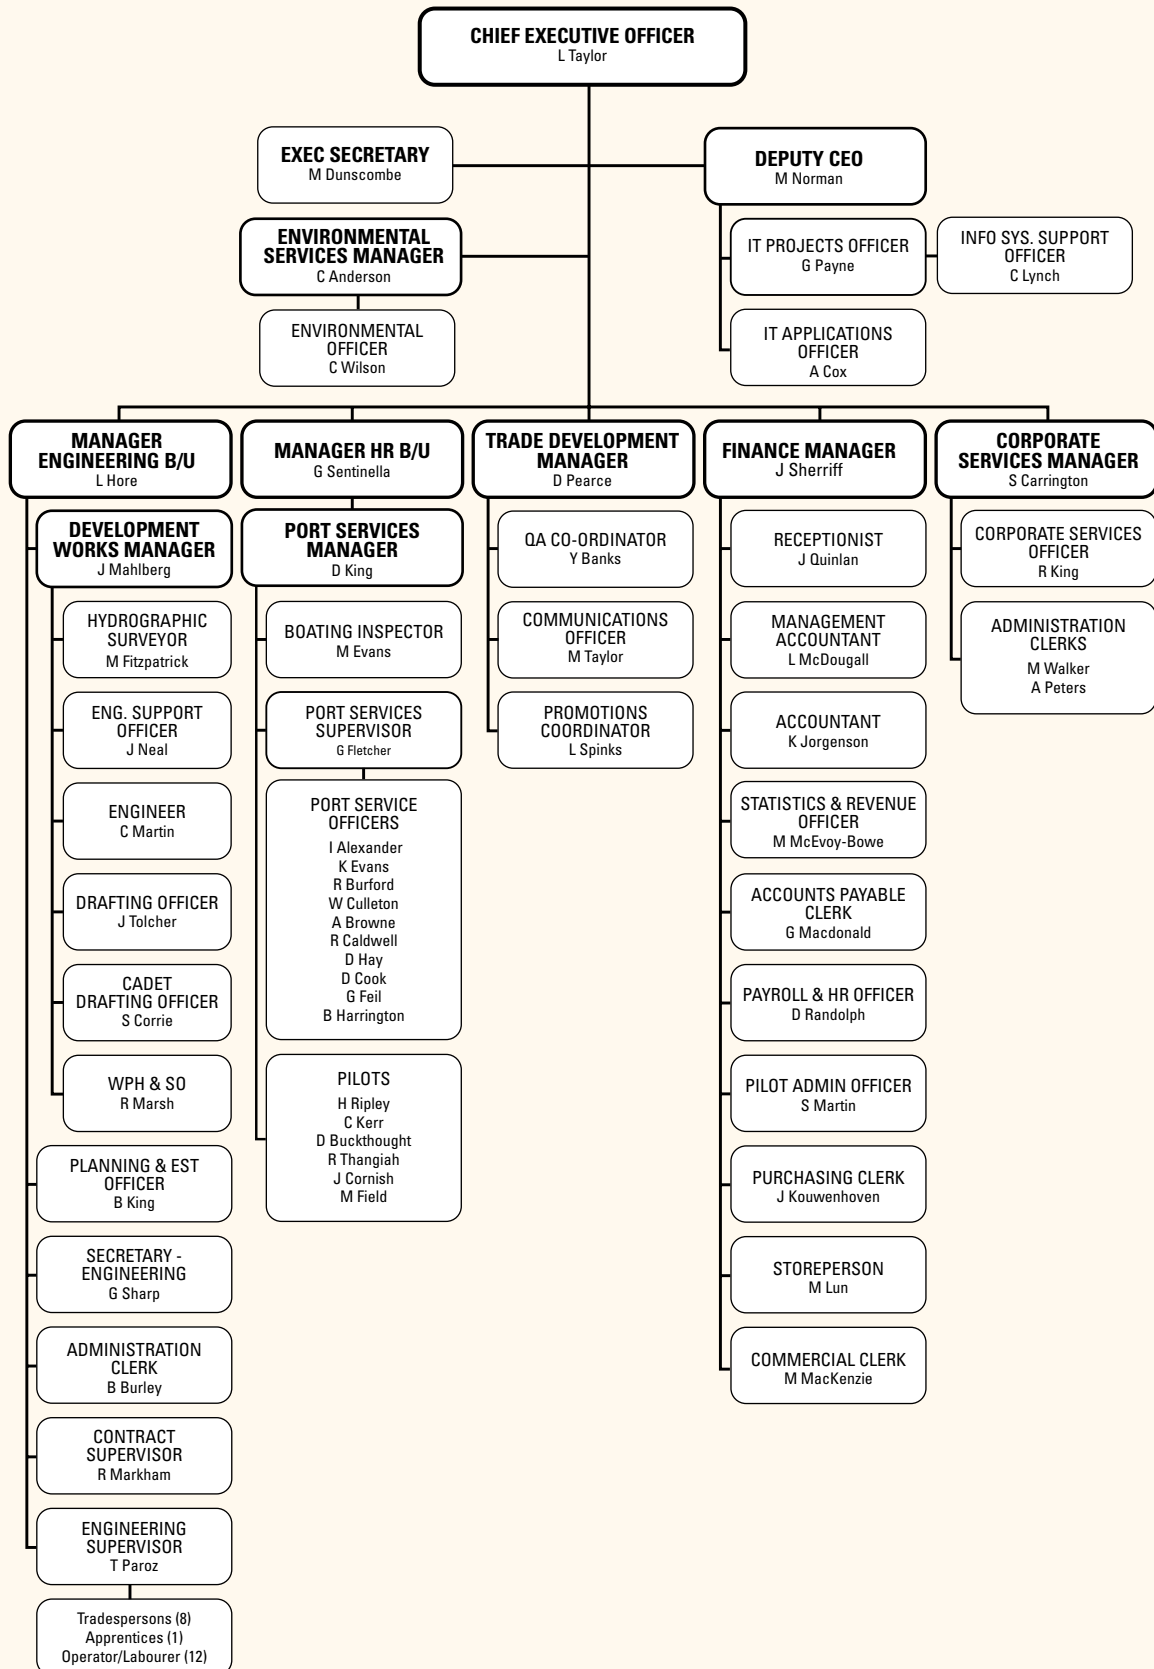 CHIEF EXECUTIVE OFFICER
L Taylor
EXEC SECRETARY
M Dunscombe
DEPUTY CEO
M Norman
ENVIRONMENTAL
SERVICES MANAGER
C Anderson
IT PROJECTS OFFICER
G Payne
INFO SYS. SUPPORT
OFFICER
C Lynch
ENVIRONMENTAL
OFFICER
C Wilson
IT APPLICATIONS
OFFICER
A Cox
MANAGER
ENGINEERING B/U
L Hore
DEVELOPMENT
WORKS MANAGER
J Mahlberg
HYDROGRAPHIC
SURVEYOR
M Fitzpatrick
ENG. SUPPORT
OFFICER
J Neal
ENGINEER
C Martin
DRAFTING OFFICER
J Tolcher
CADET
DRAFTING OFFICER
S Corrie
WPH & SO
R Marsh
PLANNING & EST
OFFICER
B King
SECRETARY -
ENGINEERING
G Sharp
ADMINISTRATION
CLERK
B Burley
CONTRACT
SUPERVISOR
R Markham
ENGINEERING
SUPERVISOR
T Paroz
Tradespersons (8)
Apprentices (1)
Operator/Labourer (12)
MANAGER HR B/U
G Sentinella
PORT SERVICES
MANAGER
D King
BOATING INSPECTOR
M Evans
PORT SERVICES
SUPERVISOR
G Fletcher
PORT SERVICE
OFFICERS
I Alexander
K Evans
R Burford
W Culleton
A Browne
R Caldwell
D Hay
D Cook
G Feil
B Harrington
PILOTS
H Ripley
C Kerr
D Buckthought
R Thangiah
J Cornish
M Field
TRADE DEVELOPMENT
MANAGER
D Pearce
QA CO-ORDINATOR
Y Banks
COMMUNICATIONS
OFFICER
M Taylor
PROMOTIONS
COORDINATOR
L Spinks
FINANCE MANAGER
J Sherriff
RECEPTIONIST
J Quinlan
MANAGEMENT
ACCOUNTANT
L McDougall
ACCOUNTANT
K Jorgenson
STATISTICS & REVENUE
OFFICER
M McEvoy-Bowe
ACCOUNTS PAYABLE
CLERK
G Macdonald
PAYROLL & HR OFFICER
D Randolph
PILOT ADMIN OFFICER
S Martin
PURCHASING CLERK
J Kouwenhoven
STOREPERSON
M Lun
COMMERCIAL CLERK
M MacKenzie
CORPORATE
SERVICES MANAGER
S Carrington
CORPORATE SERVICES
OFFICER
R King
ADMINISTRATION
CLERKS
M Walker
A Peters